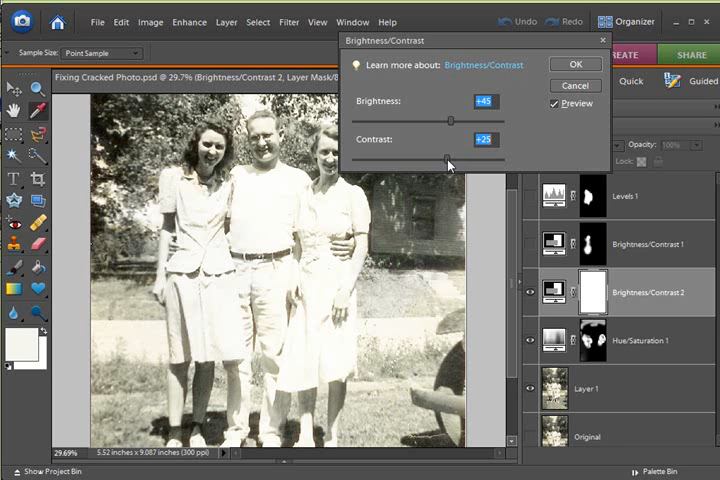 File Edit Image Enhance Layer Select Filter View Window Help
Undo Redo Organizer
Sample Size: Point Sample
Brightness/Contrast
CREATE SHARE
Learn more about: Brightness/Contrast
OK
Cancel
Preview
Quick Guided
Brightness: +45
Contrast: +25
Fixing Cracked Photo.psd @ 29.7% (Brightness/Contrast 2, Layer Mask/8
Opacity: 100%
Lock:
Levels 1
Brightness/Contrast 1
Brightness/Contrast 2
Hue/Saturation 1
Layer 1
Original
29.69% 5.52 inches x 9.087 inches (300 ppi)
Show Project Bin
Palette Bin